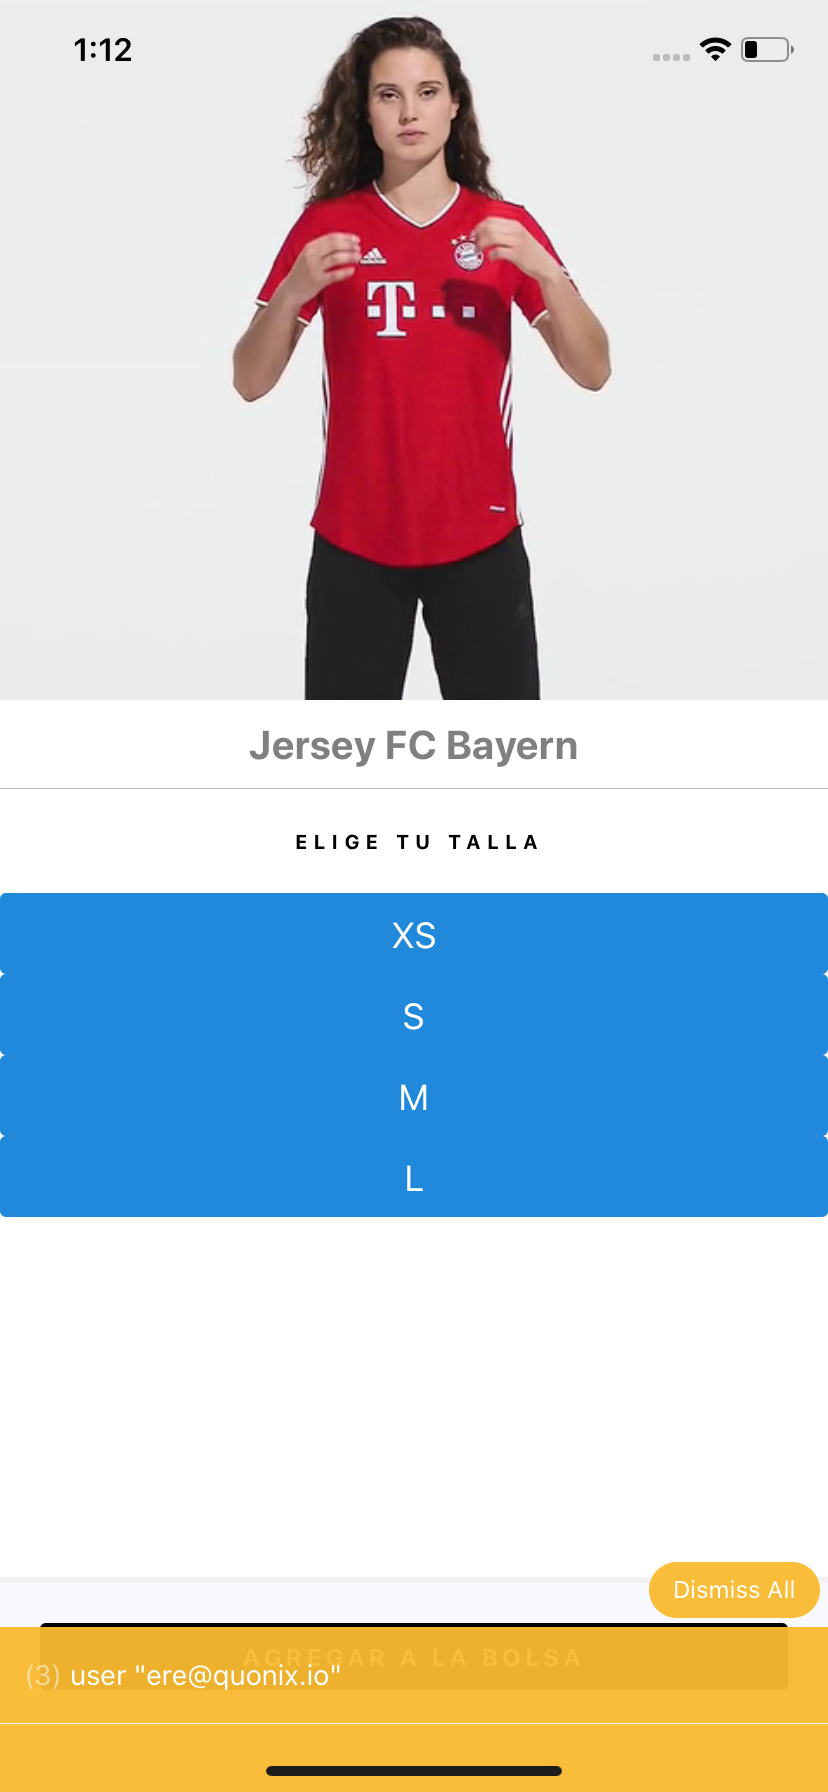 1:12
adidas
T
Jersey FC Bayern
ELIGE TU TALLA
XS
S
M
L
Dismiss All
AGREGAR A LA BOLSA
(3) user "ere@quonix.io"